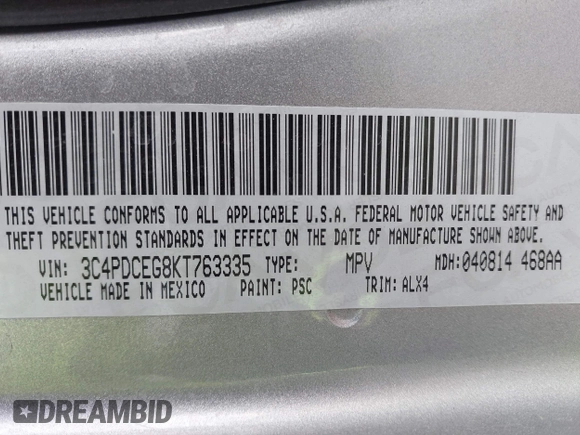 THIS VEHICLE CONFORMS TO ALL APPLICABLE U.S.A. FEDERAL MOTOR VEHICLE SAFETY AND
THEFT PREVENTION STANDARDS IN EFFECT ON THE DATE OF MANUFACTURE SHOWN ABOVE.
VIN: 3C4PDCEG8KT763335 TYPE: MPV MDH:040814 468AA
VEHICLE MADE IN MEXICO PAINT: PSC TRIM: ALX4
DREAMBID